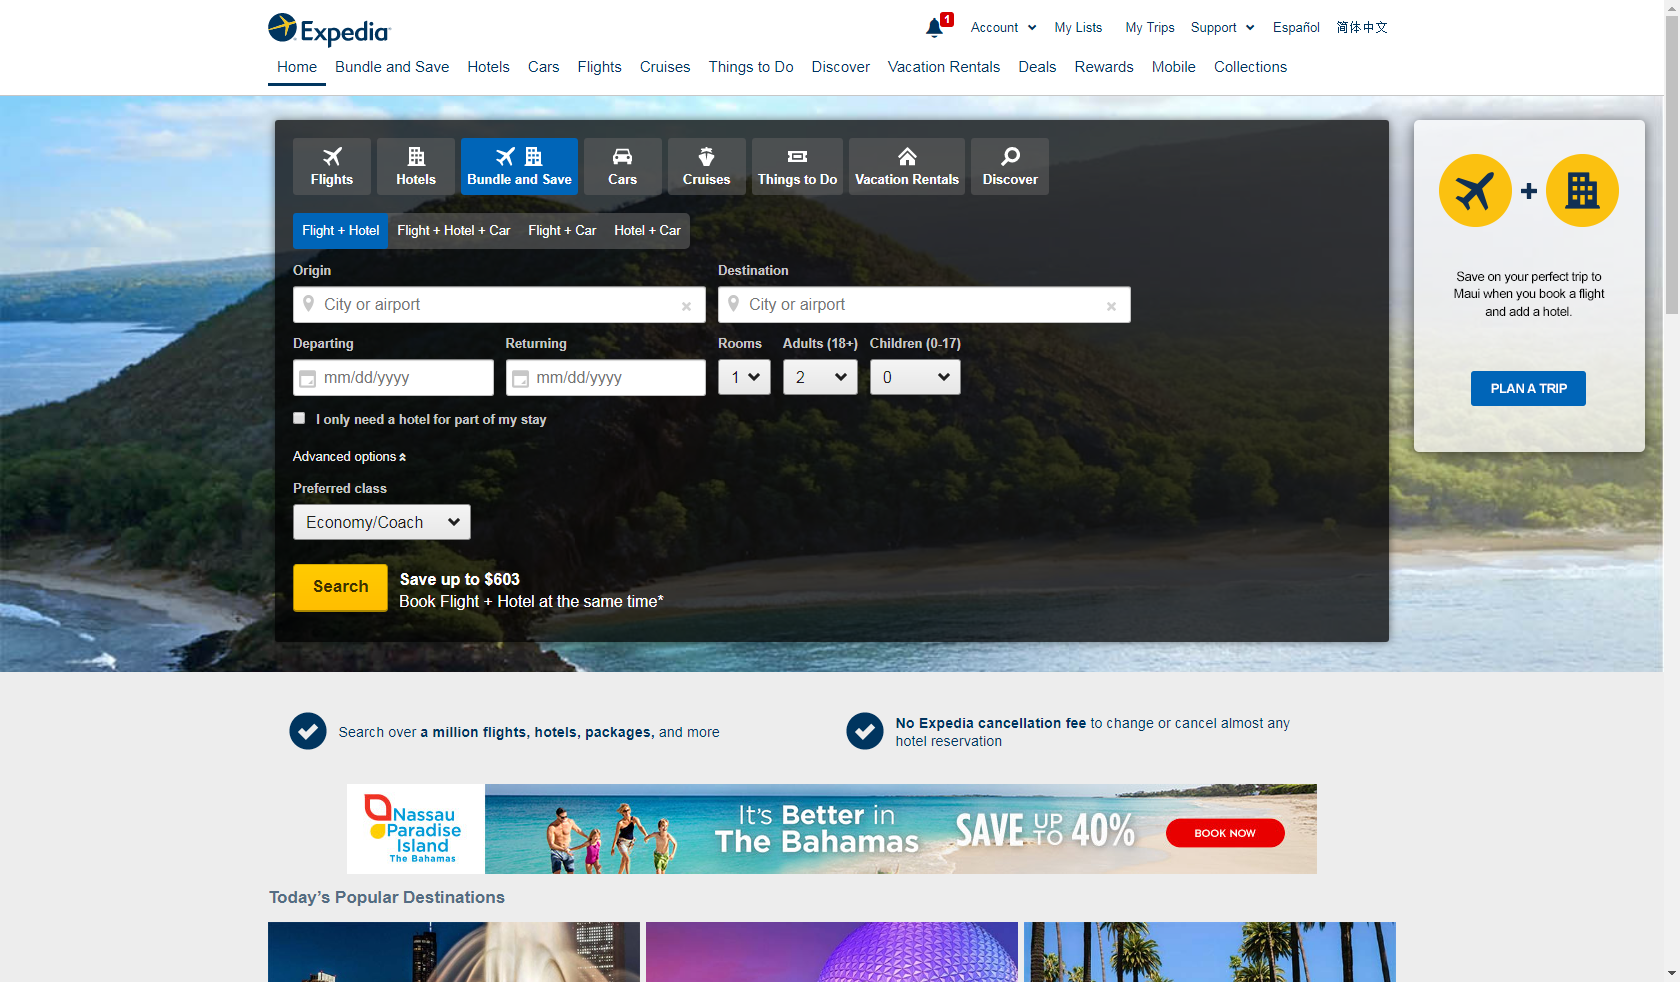 Expedia
1
Account
My Lists
My Trips
Support
Español
简体中文
Home
Bundle and Save
Hotels
Cars
Flights
Cruises
Things to Do
Discover
Vacation Rentals
Deals
Rewards
Mobile
Collections
Flights
Hotels
Bundle and Save
Cars
Cruises
Things to Do
Vacation Rentals
Discover
Flight + Hotel
Flight + Hotel + Car
Flight + Car
Hotel + Car
Origin
Destination
City or airport
City or airport
Departing
Returning
Rooms
Adults (18+)
Children (0-17)
mm/dd/yyyy
mm/dd/yyyy
1
2
0
I only need a hotel for part of my stay
Advanced options
Preferred class
Economy/Coach
Search
Save up to $603
Book Flight + Hotel at the same time*
+
Save on your perfect trip to
Maui when you book a flight
and add a hotel.
PLAN A TRIP
Search over a million flights, hotels, packages, and more
No Expedia cancellation fee to change or cancel almost any
hotel reservation
Nassau
Paradise
Island
The Bahamas
It's Better in
The Bahamas
SAVE UP TO 40%
BOOK NOW
Today’s Popular Destinations